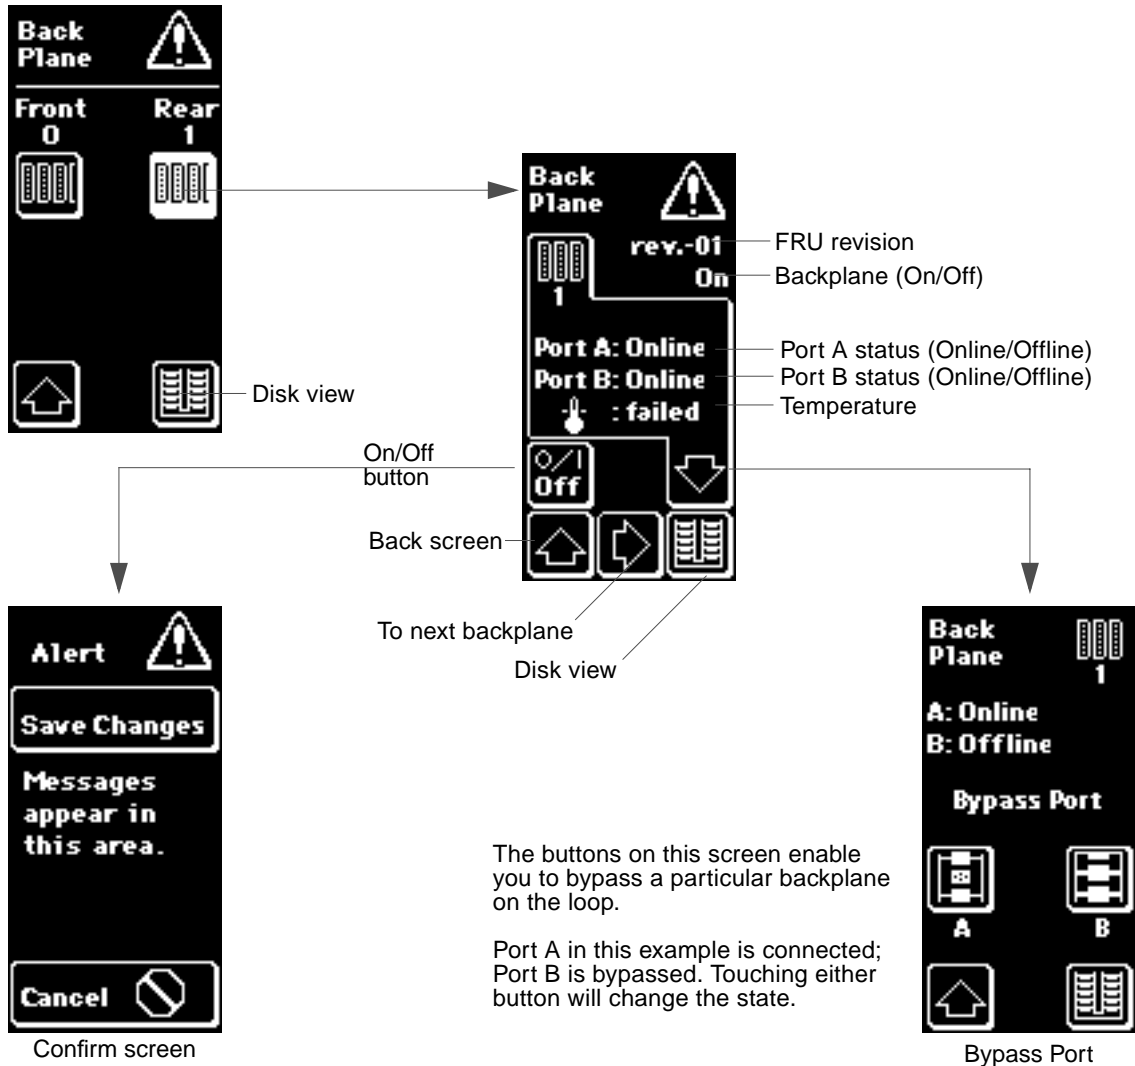 Back
Plane
Front Rear
0 1
Disk view
Back
Plane
rev.-01
FRU revision
On
Backplane (On/Off)
1
Port A: Online
Port A status (Online/Offline)
Port B: Online
Port B status (Online/Offline)
: failed
Temperature
On/Off
button
O/I
Off
Back screen
To next backplane
Disk view
Alert
Save Changes
Messages
appear in
this area.
Cancel
Confirm screen
The buttons on this screen enable
you to bypass a particular backplane
on the loop.
Port A in this example is connected;
Port B is bypassed. Touching either
button will change the state.
Back
Plane
1
A: Online
B: Offline
Bypass Port
A B
Bypass Port